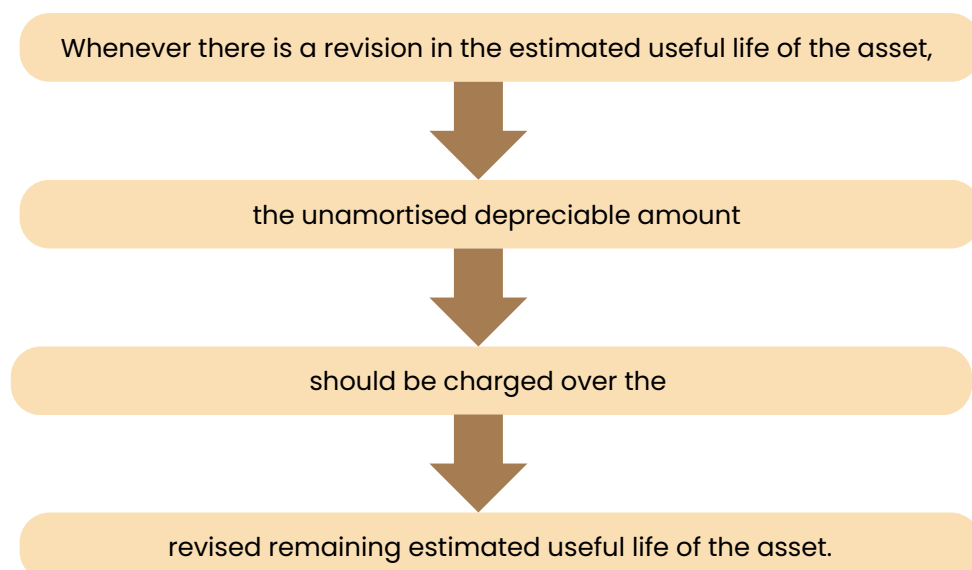 Whenever there is a revision in the estimated useful life of the asset,
the unamortised depreciable amount
should be charged over the
revised remaining estimated useful life of the asset.